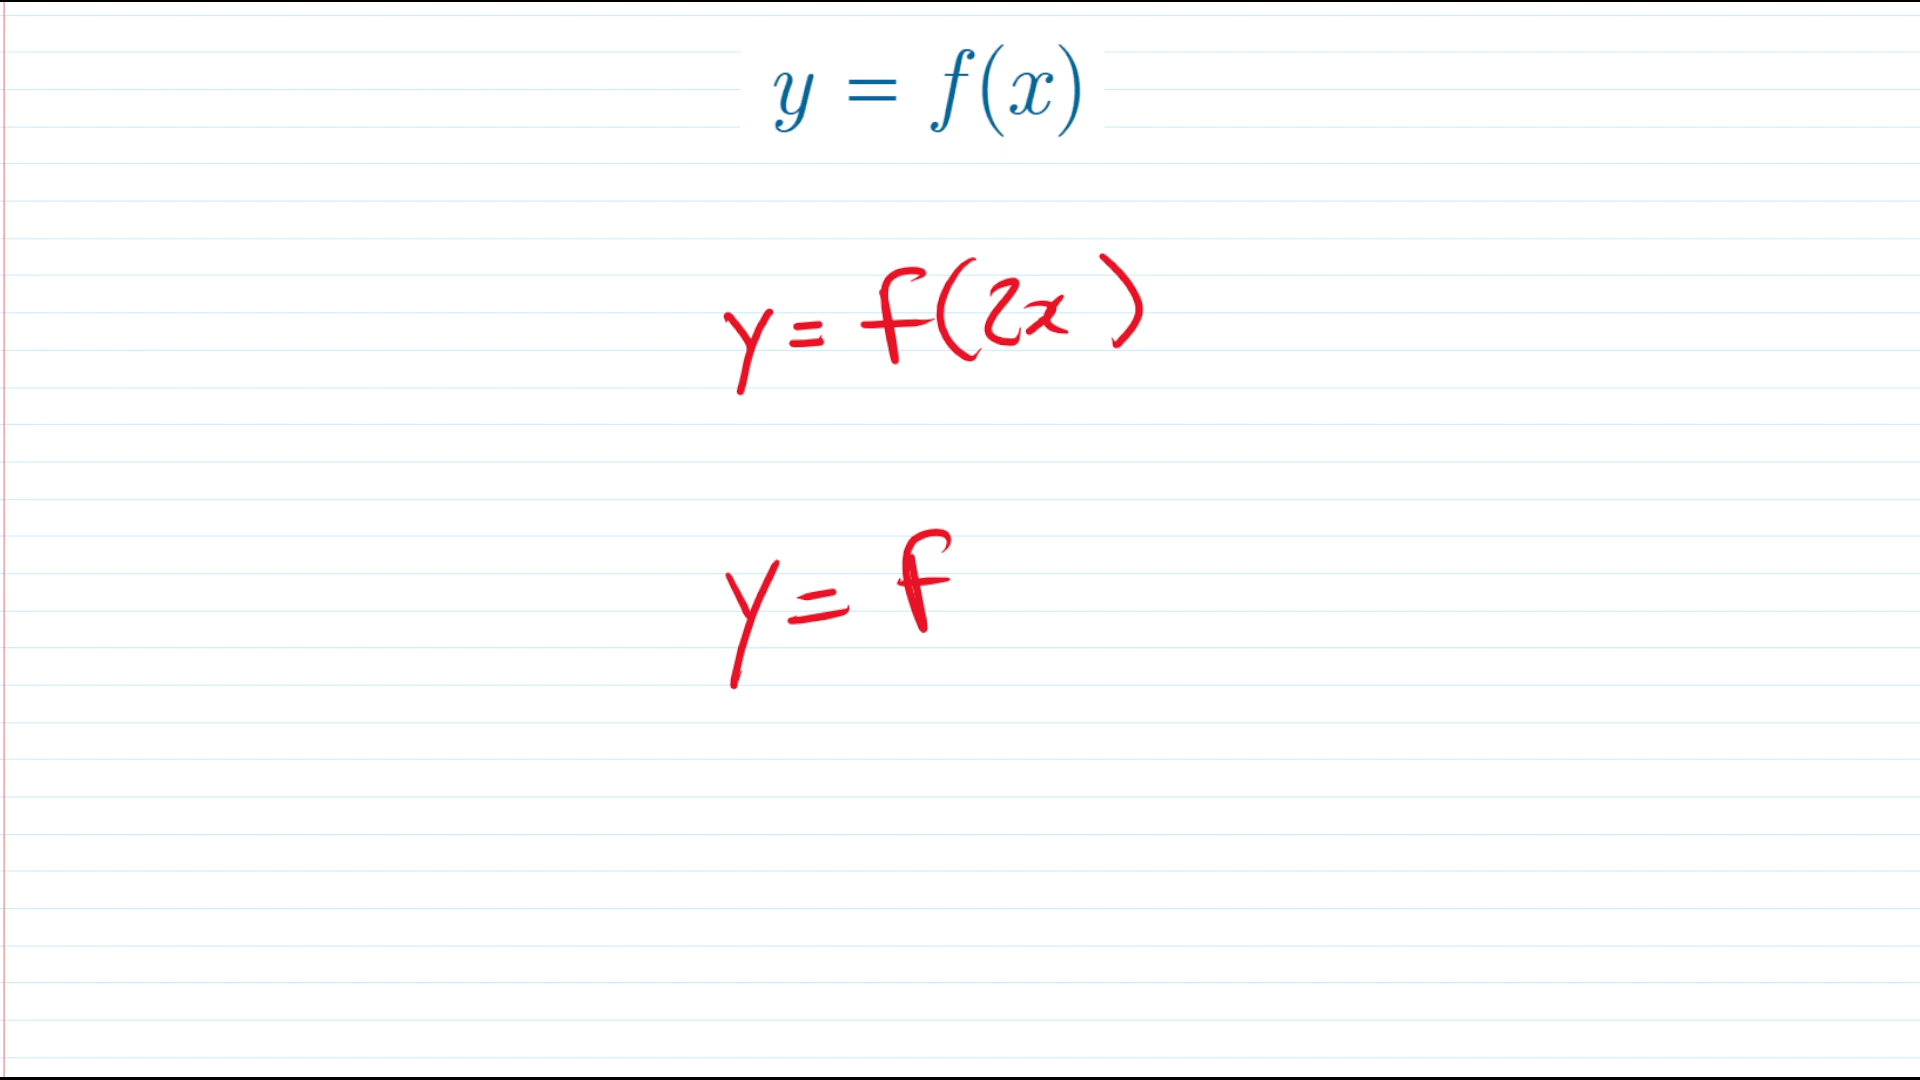 y = f(x)
y = f(2x)
y = f